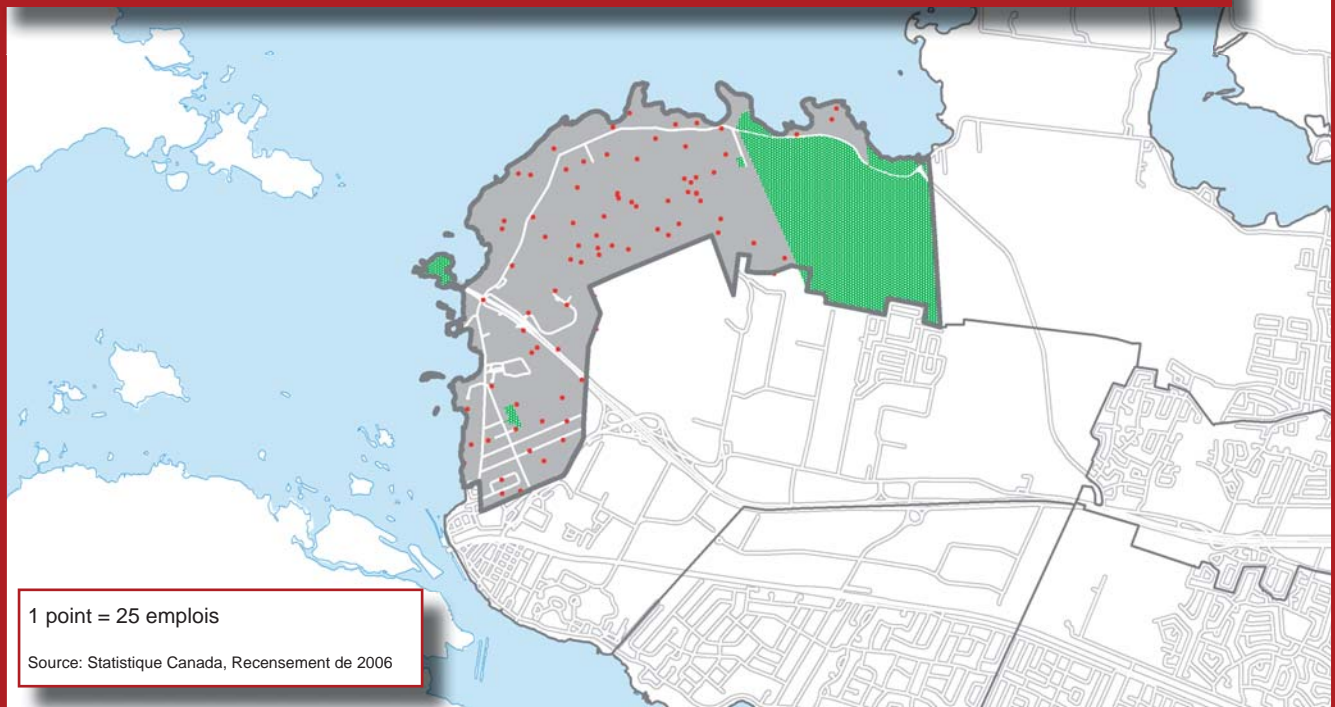 1 point = 25 emplois
Source: Statistique Canada, Recensement de 2006